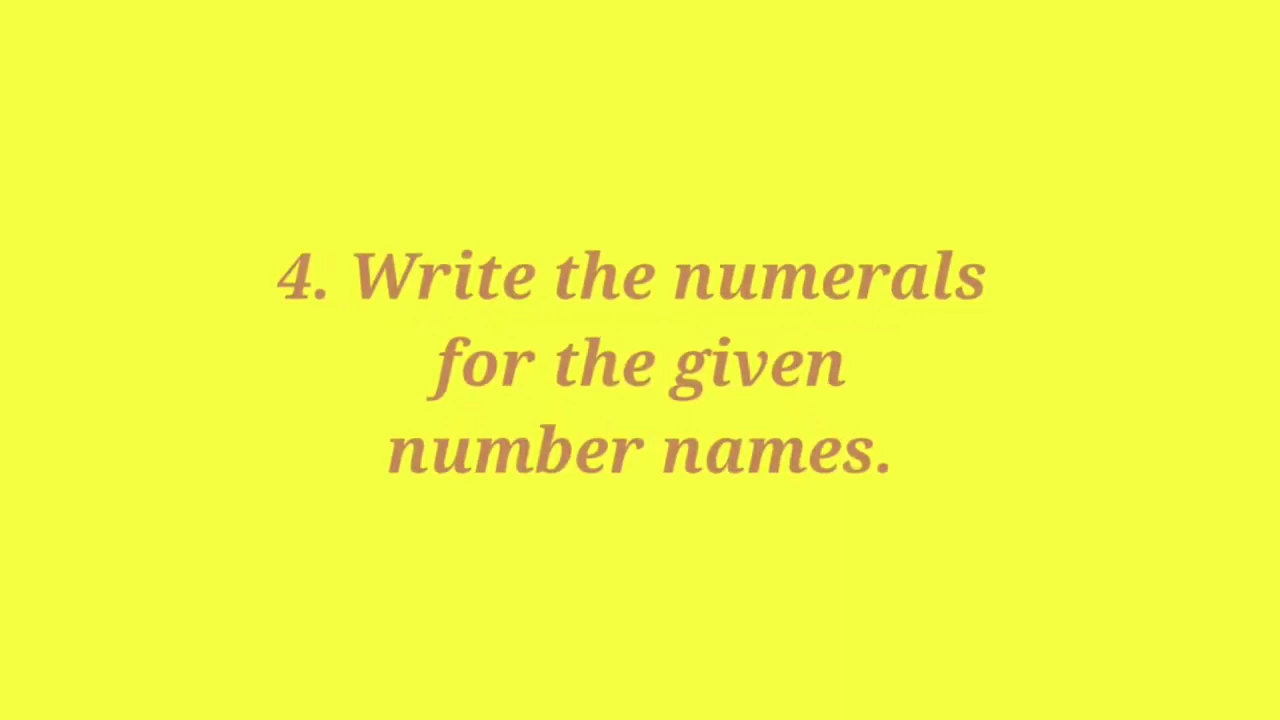 4. Write the numerals
for the given
number names.